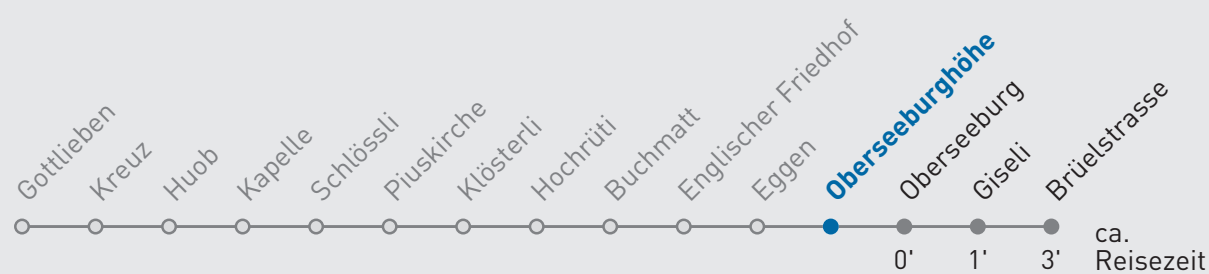 Gottlieben
Kreuz
Huob
Kapelle
Schlössli
Piuskirche
Klösterli
Hochrüti
Buchmatt
Englischer Friedhof
Eggen
Oberseeburghöhe
Oberseeburg
Giseli
Brüelstrasse
0' 1' 3'
ca.
Reisezeit